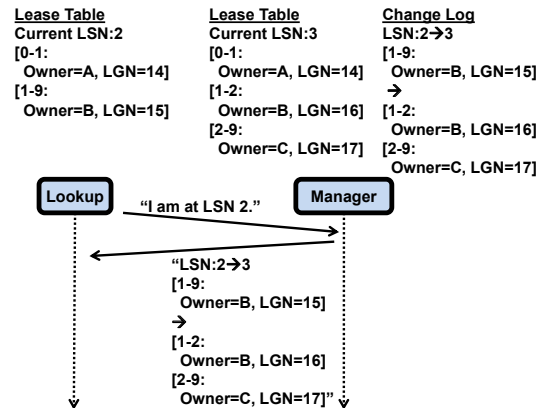 Lease Table
Current LSN:2
[0-1:
Owner=A, LGN=14]
[1-9:
Owner=B, LGN=15]
Lease Table
Current LSN:3
[0-1:
Owner=A, LGN=14]
[1-2:
Owner=B, LGN=16]
[2-9:
Owner=C, LGN=17]
Change Log
LSN:2→3
[1-9:
Owner=B, LGN=15]
→
[1-2:
Owner=B, LGN=16]
[2-9:
Owner=C, LGN=17]
Lookup
“I am at LSN 2.”
Manager
“LSN:2→3
[1-9:
Owner=B, LGN=15]
→
[1-2:
Owner=B, LGN=16]
[2-9:
Owner=C, LGN=17]”